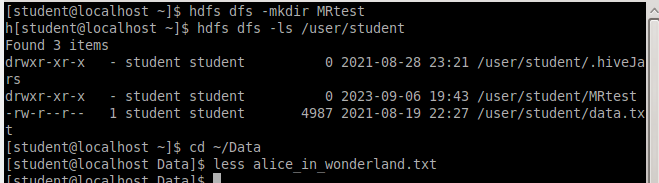 [student@localhost ~]$ hdfs dfs -mkdir MRtest
h[student@localhost ~]$ hdfs dfs -ls /user/student
Found 3 items
drwxr-xr-x   - student student          0 2021-08-28 23:21 /user/student/.hiveJa
rs
drwxr-xr-x   - student student          0 2023-09-06 19:43 /user/student/MRtest
-rw-r--r--   1 student student       4987 2021-08-19 22:27 /user/student/data.tx
t
[student@localhost ~]$ cd ~/Data
[student@localhost Data]$ less alice_in_wonderland.txt
[student@localhost Data]$